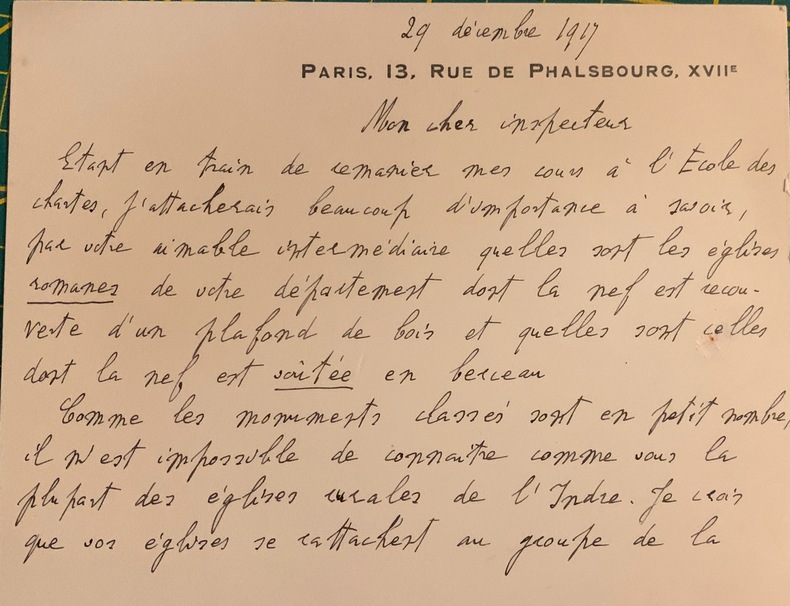 29 décembre 1917
PARIS, 13, RUE DE PHALSBOURG, XVIIE
Mon cher inspecteur
Etant en train de remanier mes cours à l'Ecole des
chartes, j'attacherais beaucoup d'importance à savoir,
par votre aimable intermédiaire quelles sont les églises
romanes de votre département dont la nef est recou-
verte d'un plafond de bois et quelles sont celles
dont la nef est voûtée en berceau
Comme les monuments classés sont en petit nombre,
il m'est impossible de connaitre comme vous la
plupart des églises rurales de l'Indre. Je crois
que vos églises se rattachent au groupe de la